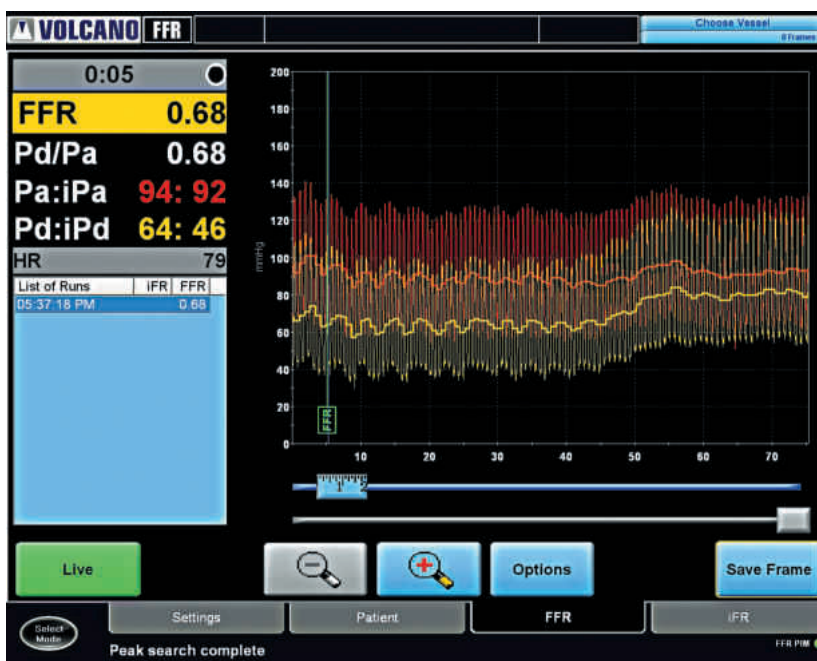 VOLCANO FFR
Choose Vessel
0 Frames
0:05
FFR 0.68
Pd/Pa 0.68
Pa:iPa 94: 92
Pd:iPd 64: 46
HR 79
List of Runs iFR FFR
05:37:18 PM 0.68
200
180
160
140
120
100
80
60
40
20
0
mmHg
FFR
10 20 30 40 50 60 70
1 2
Live
Options
Save Frame
Select Mode
Settings
Patient
FFR
iFR
Peak search complete
FFR PIM